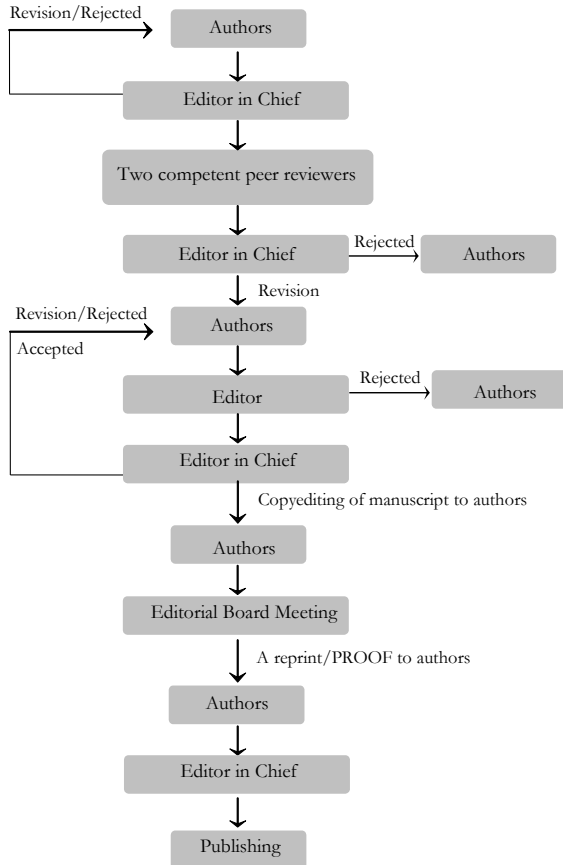 Revision/Rejected
Authors
Editor in Chief
Two competent peer reviewers
Editor in Chief
Rejected
Authors
Revision
Revision/Rejected
Accepted
Authors
Editor
Rejected
Authors
Editor in Chief
Copyediting of manuscript to authors
Authors
Editorial Board Meeting
A reprint/PROOF to authors
Authors
Editor in Chief
Publishing